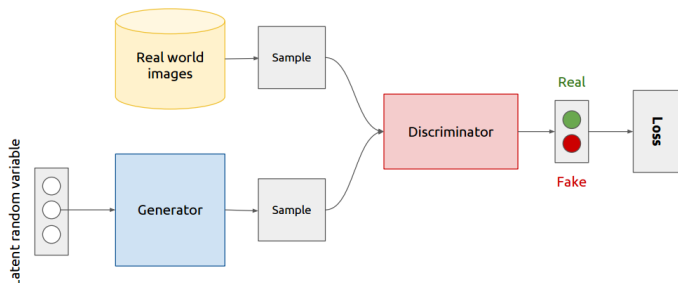 Real world
images
Sample
Real
Discriminator
Loss
Fake
Latent random variable
Generator
Sample